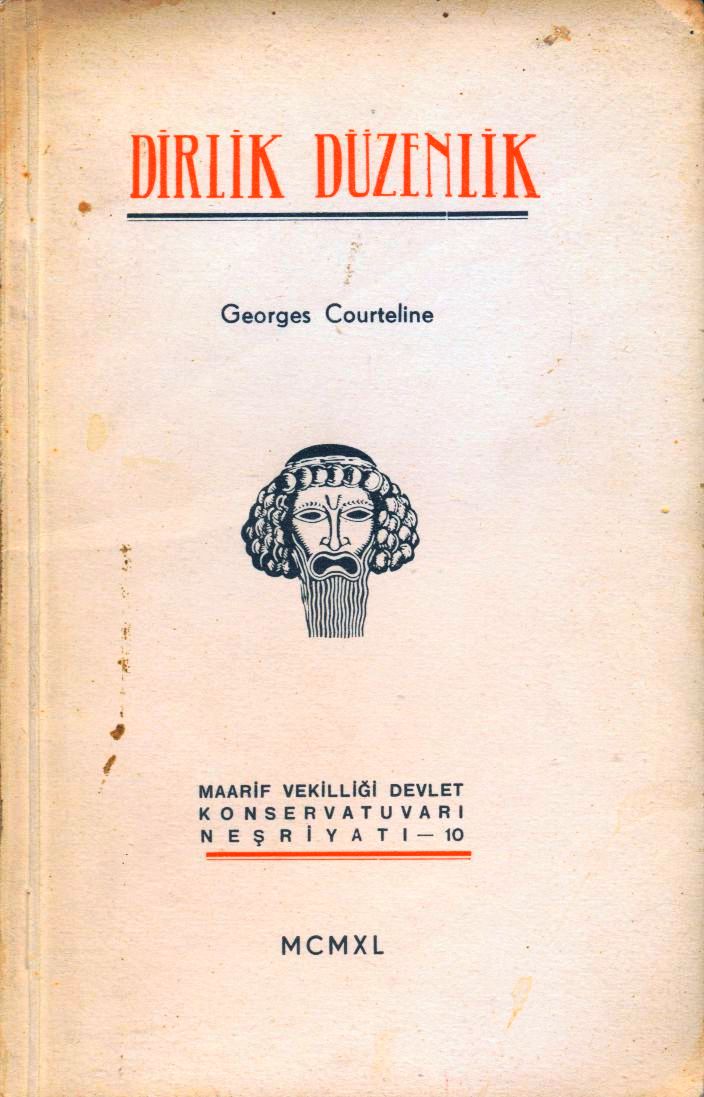 DİRLİK DÜZENLİK
Georges Courteline
MAARİF VEKİLLİĞİ DEVLET
KONSERVATUVARI
NEŞRİYATI — 10
MCMXL